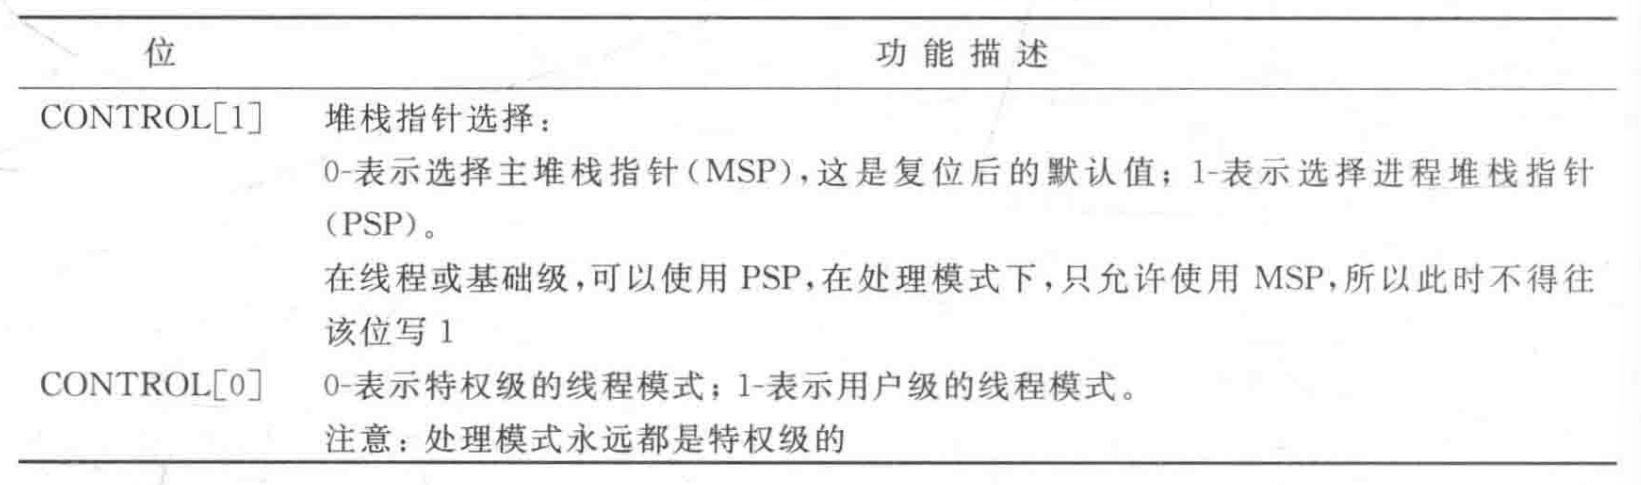 位 功能描述
CONTROL[1] 堆栈指针选择：
0-表示选择主堆栈指针(MSP),这是复位后的默认值；1-表示选择进程堆栈指针
(PSP)。
在线程或基础级,可以使用 PSP,在处理模式下,只允许使用 MSP,所以此时不得往
该位写 1
CONTROL[0] 0-表示特权级的线程模式；1-表示用户级的线程模式。
注意：处理模式永远都是特权级的